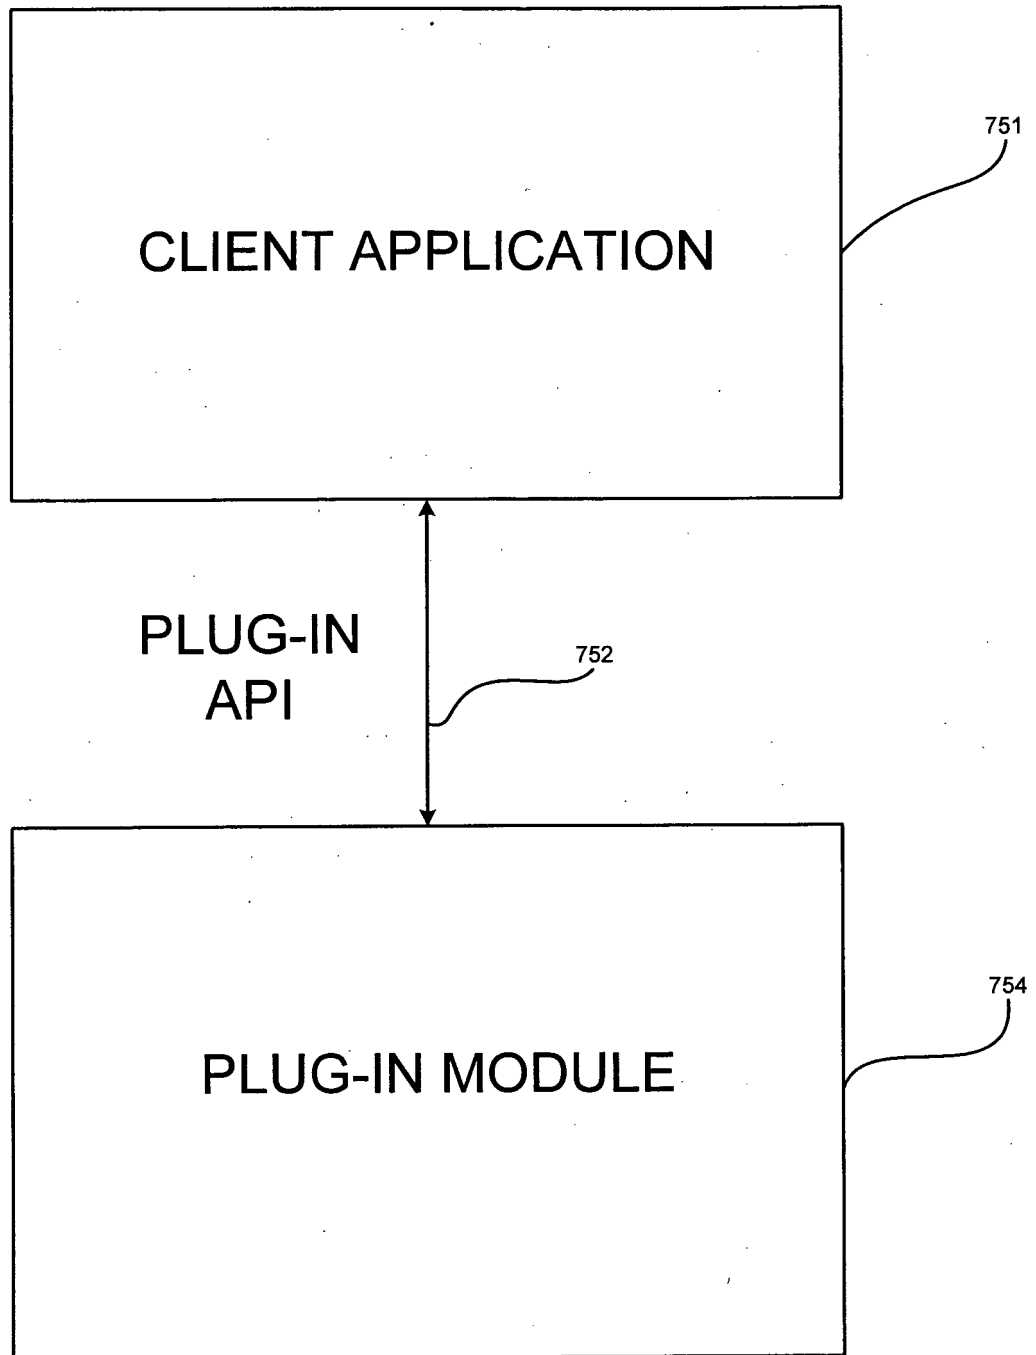 751
CLIENT APPLICATION
PLUG-IN
API
752
754
PLUG-IN MODULE